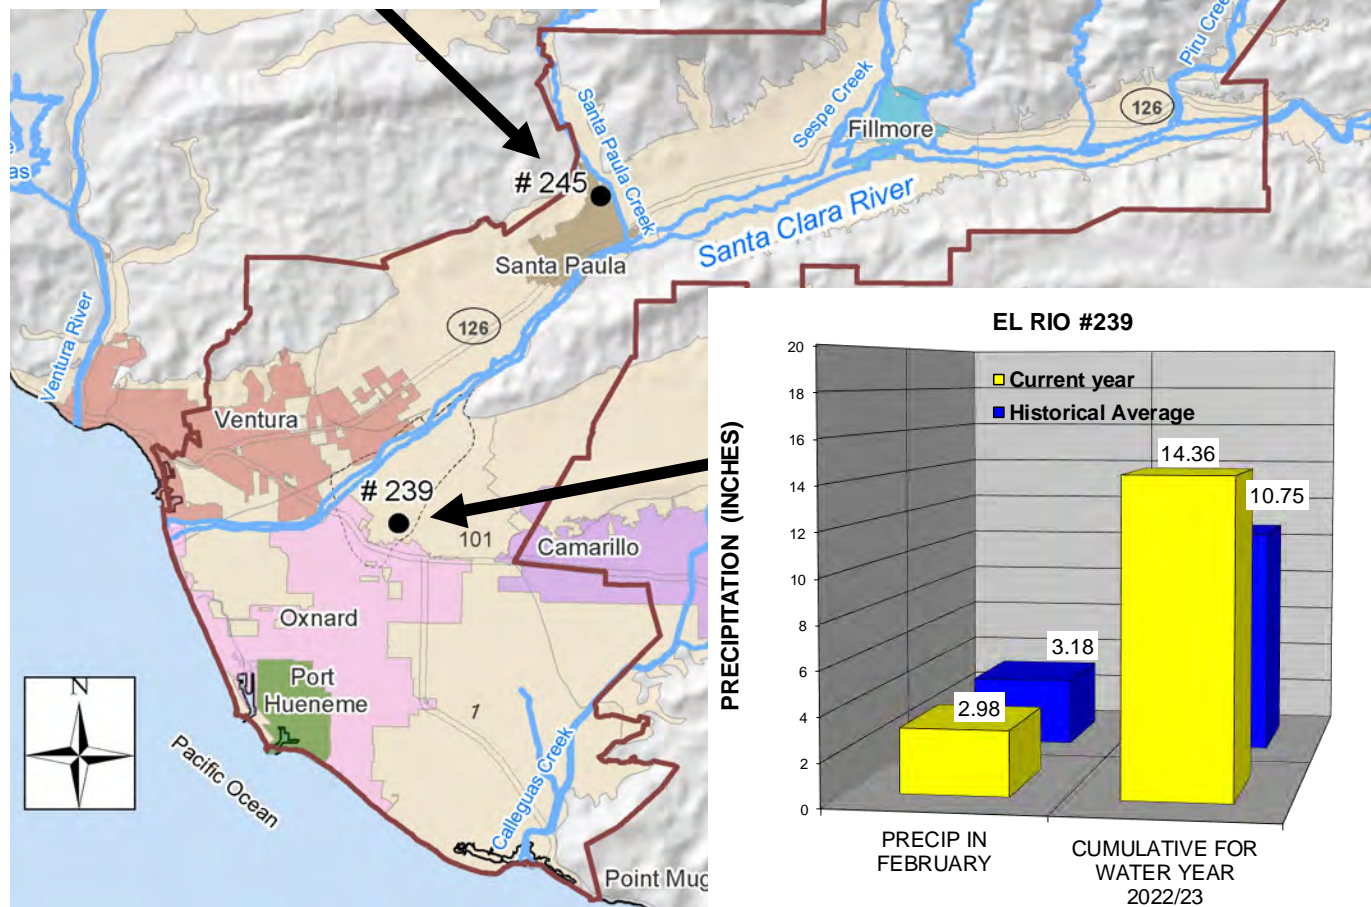 Piru Cree
126
Sespe Creek
Fillmore
Santa Paula Creek
as
# 245
Santa Clara River
Santa Paula
126
Ventura River
Ventura
# 239
101
Camarillo
Oxnard
Port
Hueneme
1
N
Pacific Ocean
Calleguas Creek
Point Mug
EL RIO #239
PRECIPITATION (INCHES)
20
18
16
14
12
10
8
6
4
2
0
Current year
Historical Average
14.36
10.75
3.18
2.98
PRECIP IN
FEBRUARY
CUMULATIVE FOR
WATER YEAR
2022/23